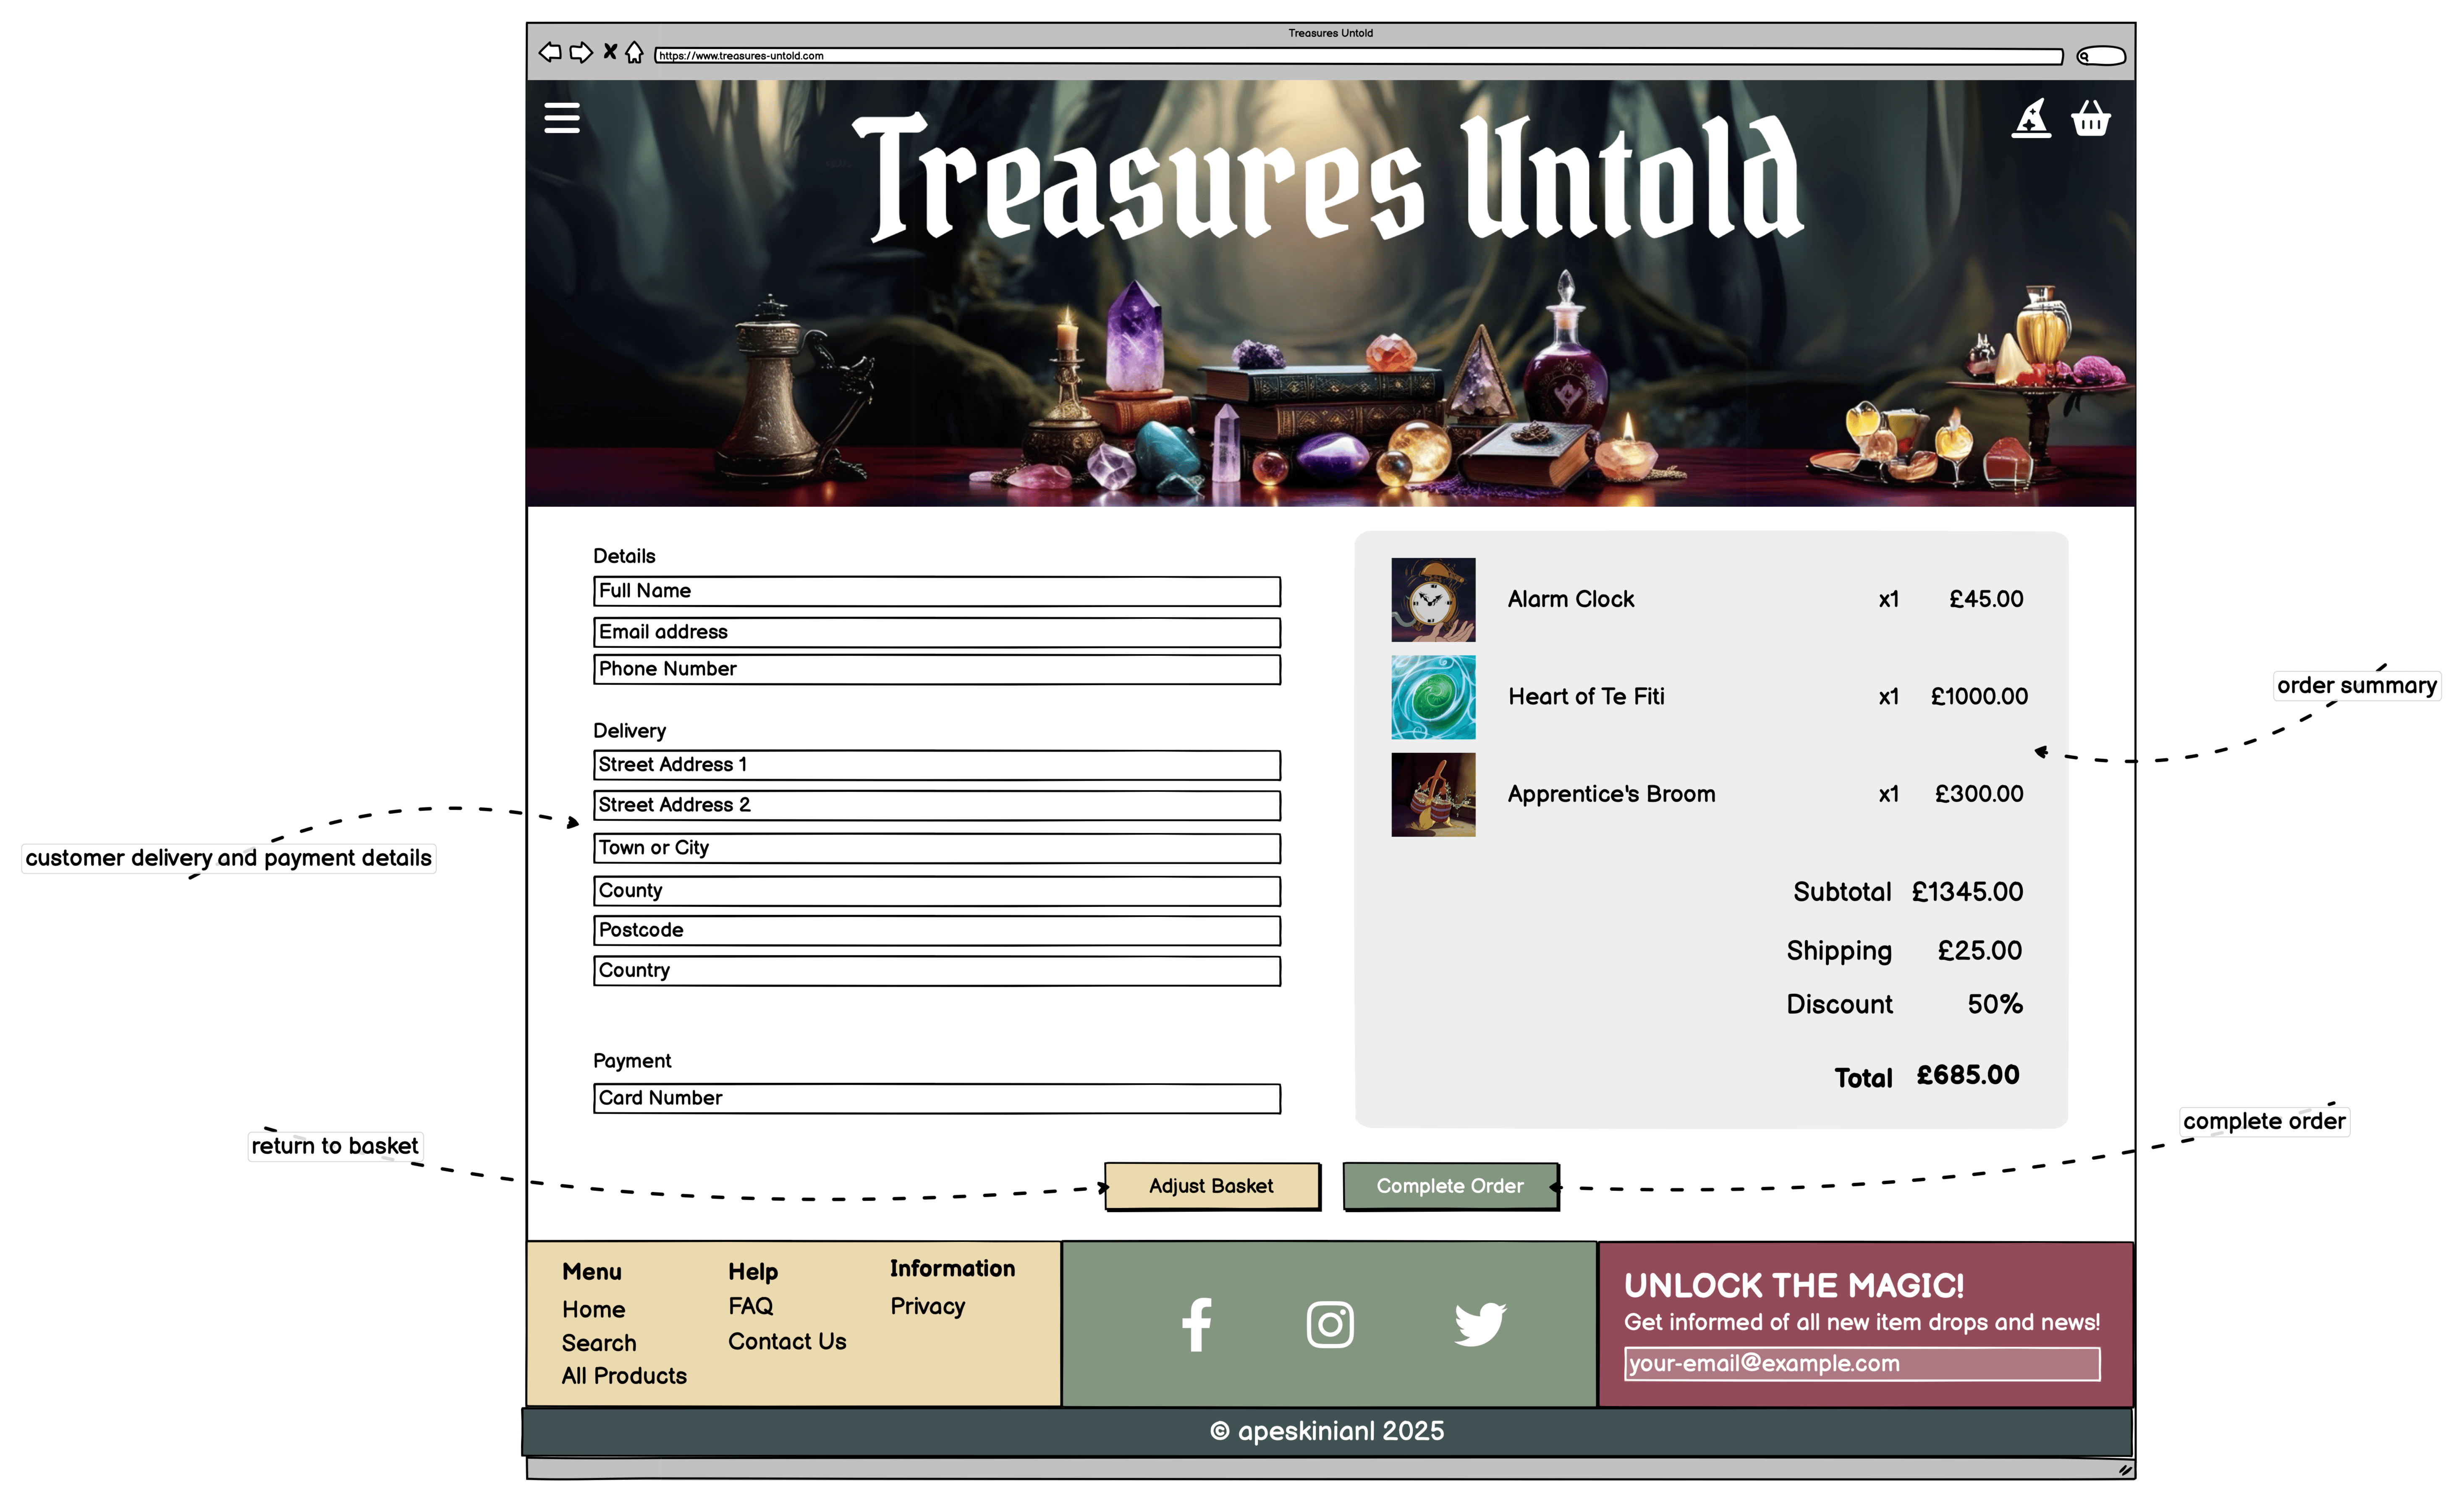 Treasures Untold
https://www.treasures-untold.com
Treasures Untold
Details
Full Name
Email address
Phone Number
Delivery
Street Address 1
Street Address 2
Town or City
County
Postcode
Country
Payment
Card Number
Alarm Clock x1 £45.00
Heart of Te Fiti x1 £1000.00
Apprentice's Broom x1 £300.00
Subtotal £1345.00
Shipping £25.00
Discount 50%
Total £685.00
order summary
customer delivery and payment details
return to basket
complete order
Adjust Basket
Complete Order
Menu
Home
Search
All Products
Help
FAQ
Contact Us
Information
Privacy
UNLOCK THE MAGIC!
Get informed of all new item drops and news!
your-email@example.com
© apeskinian1 2025